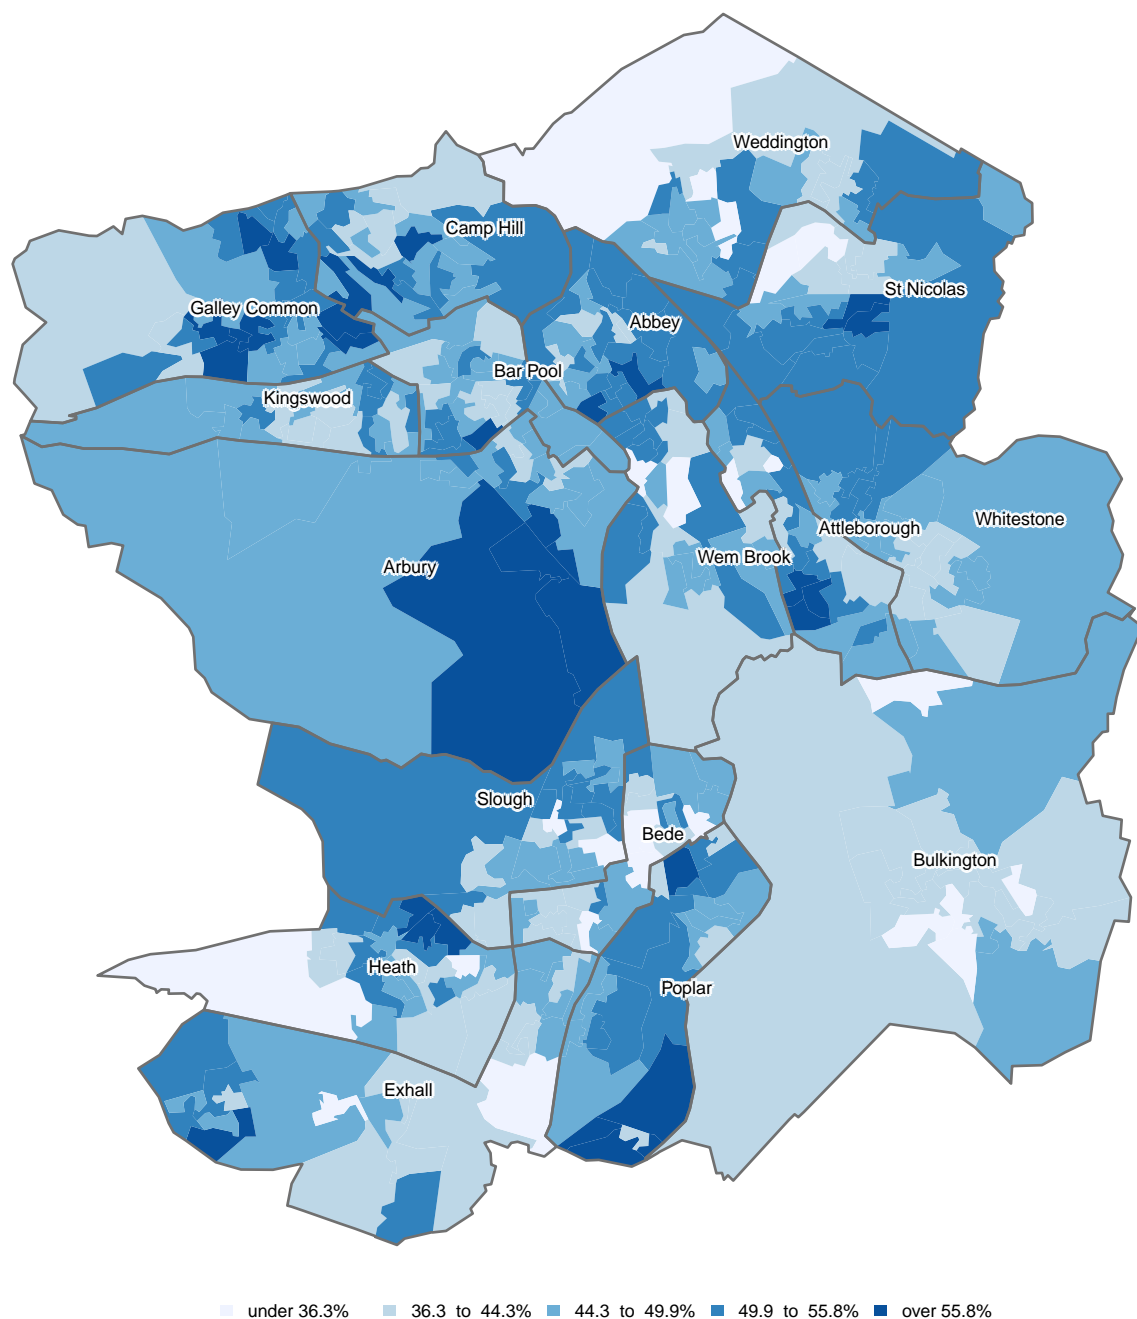 Weddington
Camp Hill
St Nicolas
Galley Common
Abbey
Bar Pool
Kingswood
Whitestone
Attleborough
Wem Brook
Arbury
Slough
Bede
Bulkington
Heath
Poplar
Exhall
under 36.3% 36.3 to 44.3% 44.3 to 49.9% 49.9 to 55.8% over 55.8%